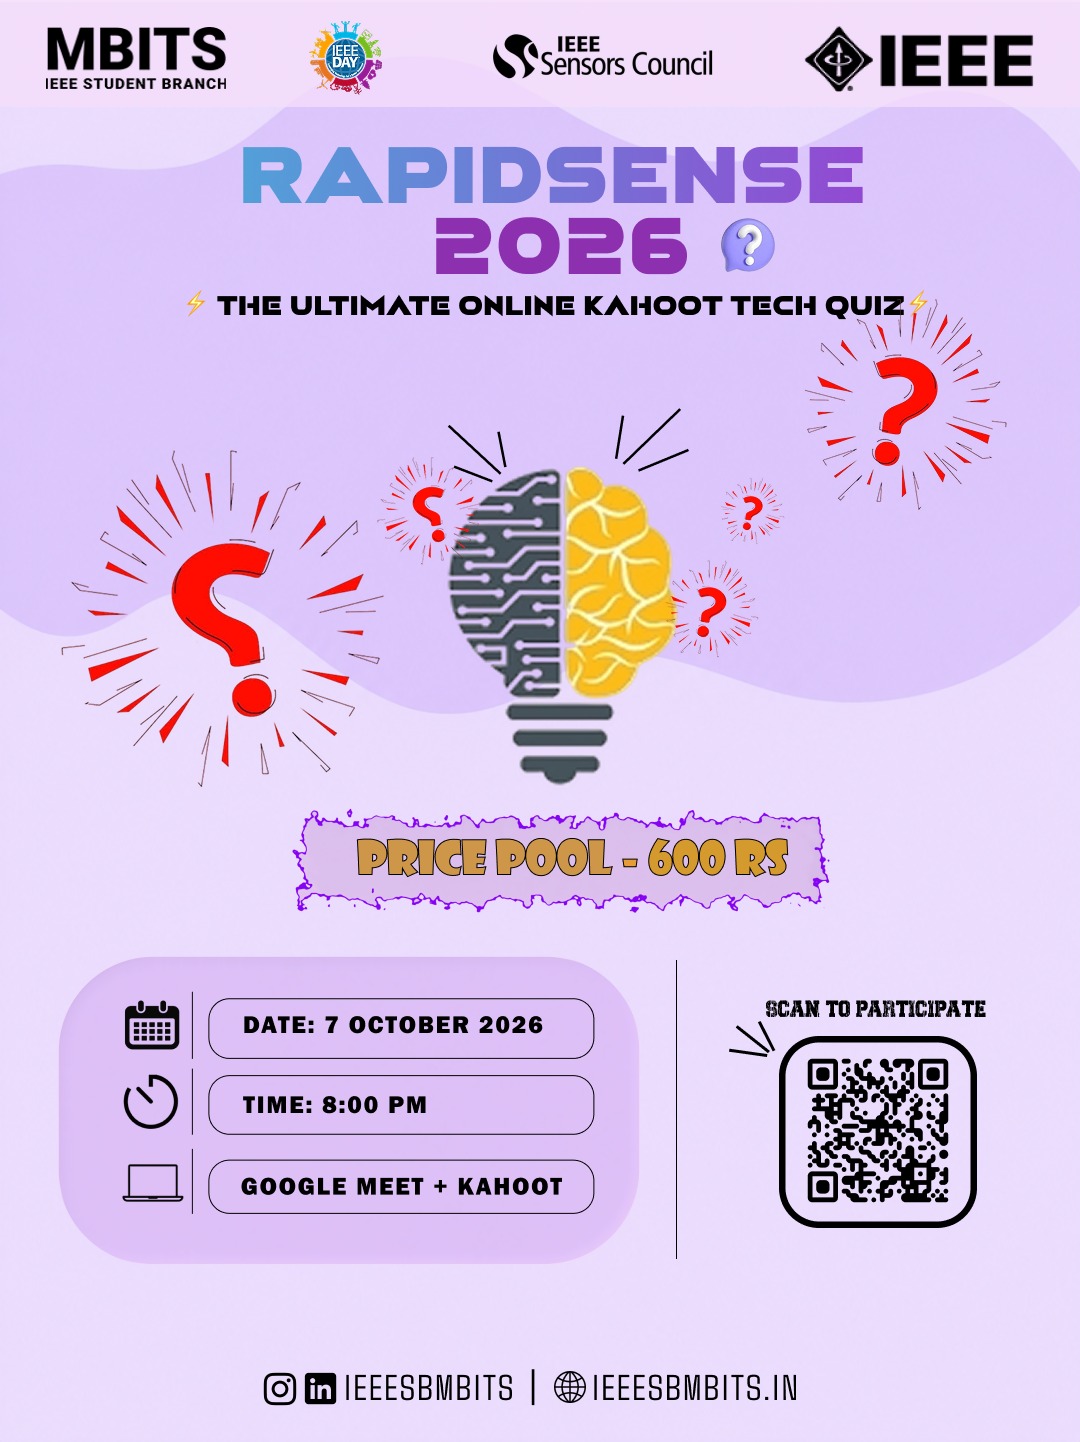 MBITS
IEEE STUDENT BRANCH
IEEE
DAY
IEEE
Sensors Council
IEEE
RAPIDSENSE
2026
THE ULTIMATE ONLINE KAHOOT TECH QUIZ
PRICE POOL - 600 RS
DATE: 7 OCTOBER 2026
TIME: 8:00 PM
GOOGLE MEET + KAHOOT
SCAN TO PARTICIPATE
IEEESBMBITS | IEEESBMBITS.IN